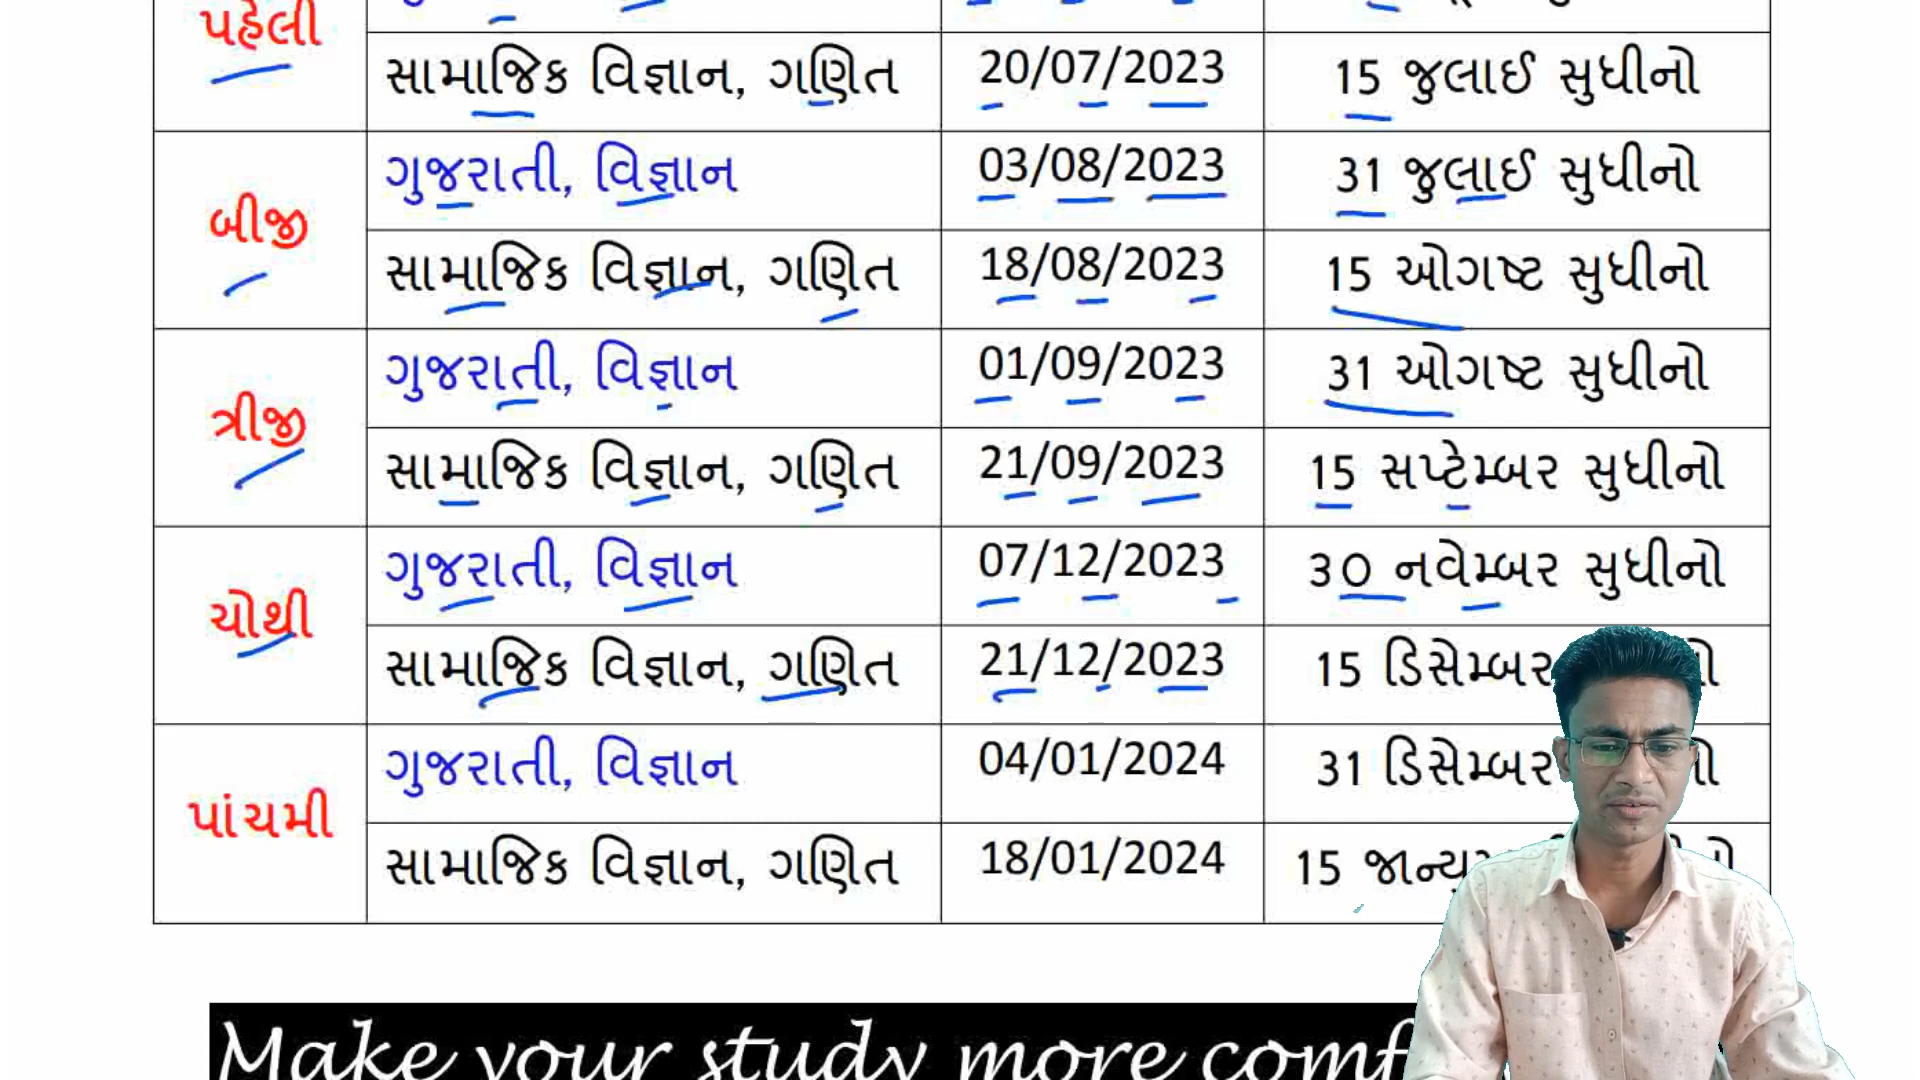 પહેલી
સામાજિક વિજ્ઞાન, ગણિત 20/07/2023 15 જુલાઈ સુધીનો
બીજી
ગુજરાતી, વિજ્ઞાન 03/08/2023 31 જુલાઈ સુધીનો
સામાજિક વિજ્ઞાન, ગણિત 18/08/2023 15 ઓગષ્ટ સુધીનો
ત્રીજી
ગુજરાતી, વિજ્ઞાન 01/09/2023 31 ઓગષ્ટ સુધીનો
સામાજિક વિજ્ઞાન, ગણિત 21/09/2023 15 સપ્ટેમ્બર સુધીનો
ચોથી
ગુજરાતી, વિજ્ઞાન 07/12/2023 30 નવેમ્બર સુધીનો
સામાજિક વિજ્ઞાન, ગણિત 21/12/2023 15 ડિસેમ્બર
પાંચમી
ગુજરાતી, વિજ્ઞાન 04/01/2024 31 ડિસેમ્બર
સામાજિક વિજ્ઞાન, ગણિત 18/01/2024 15
Make your study more